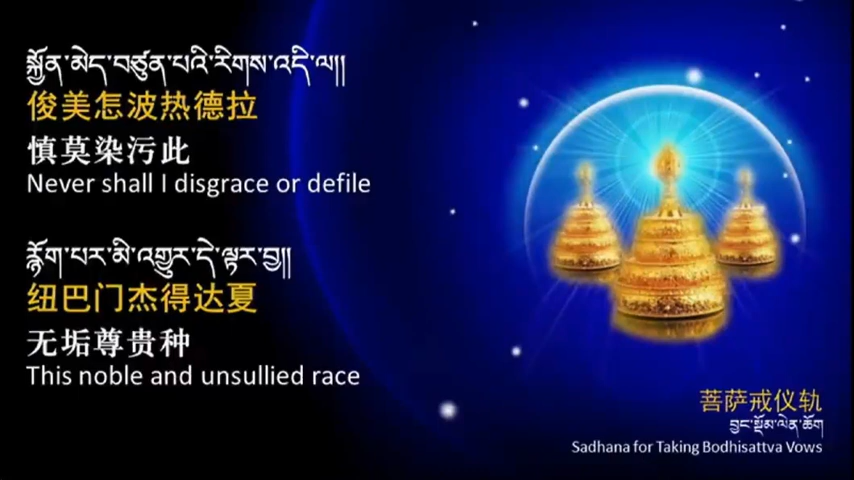 སྐྱོན་མེད་བཙུན་པའི་རིགས་འདི་ལ།།
俊美怎波热德拉
慎莫染污此
Never shall I disgrace or defile
རྙོག་པར་མི་འགྱུར་དེ་ལྟར་བྱ།།
纽巴门杰得达夏
无垢尊贵种
This noble and unsullied race
菩萨戒仪轨
བྱང་སྡོམ་ལེན་ཆོག
Sadhana for Taking Bodhisattva Vows